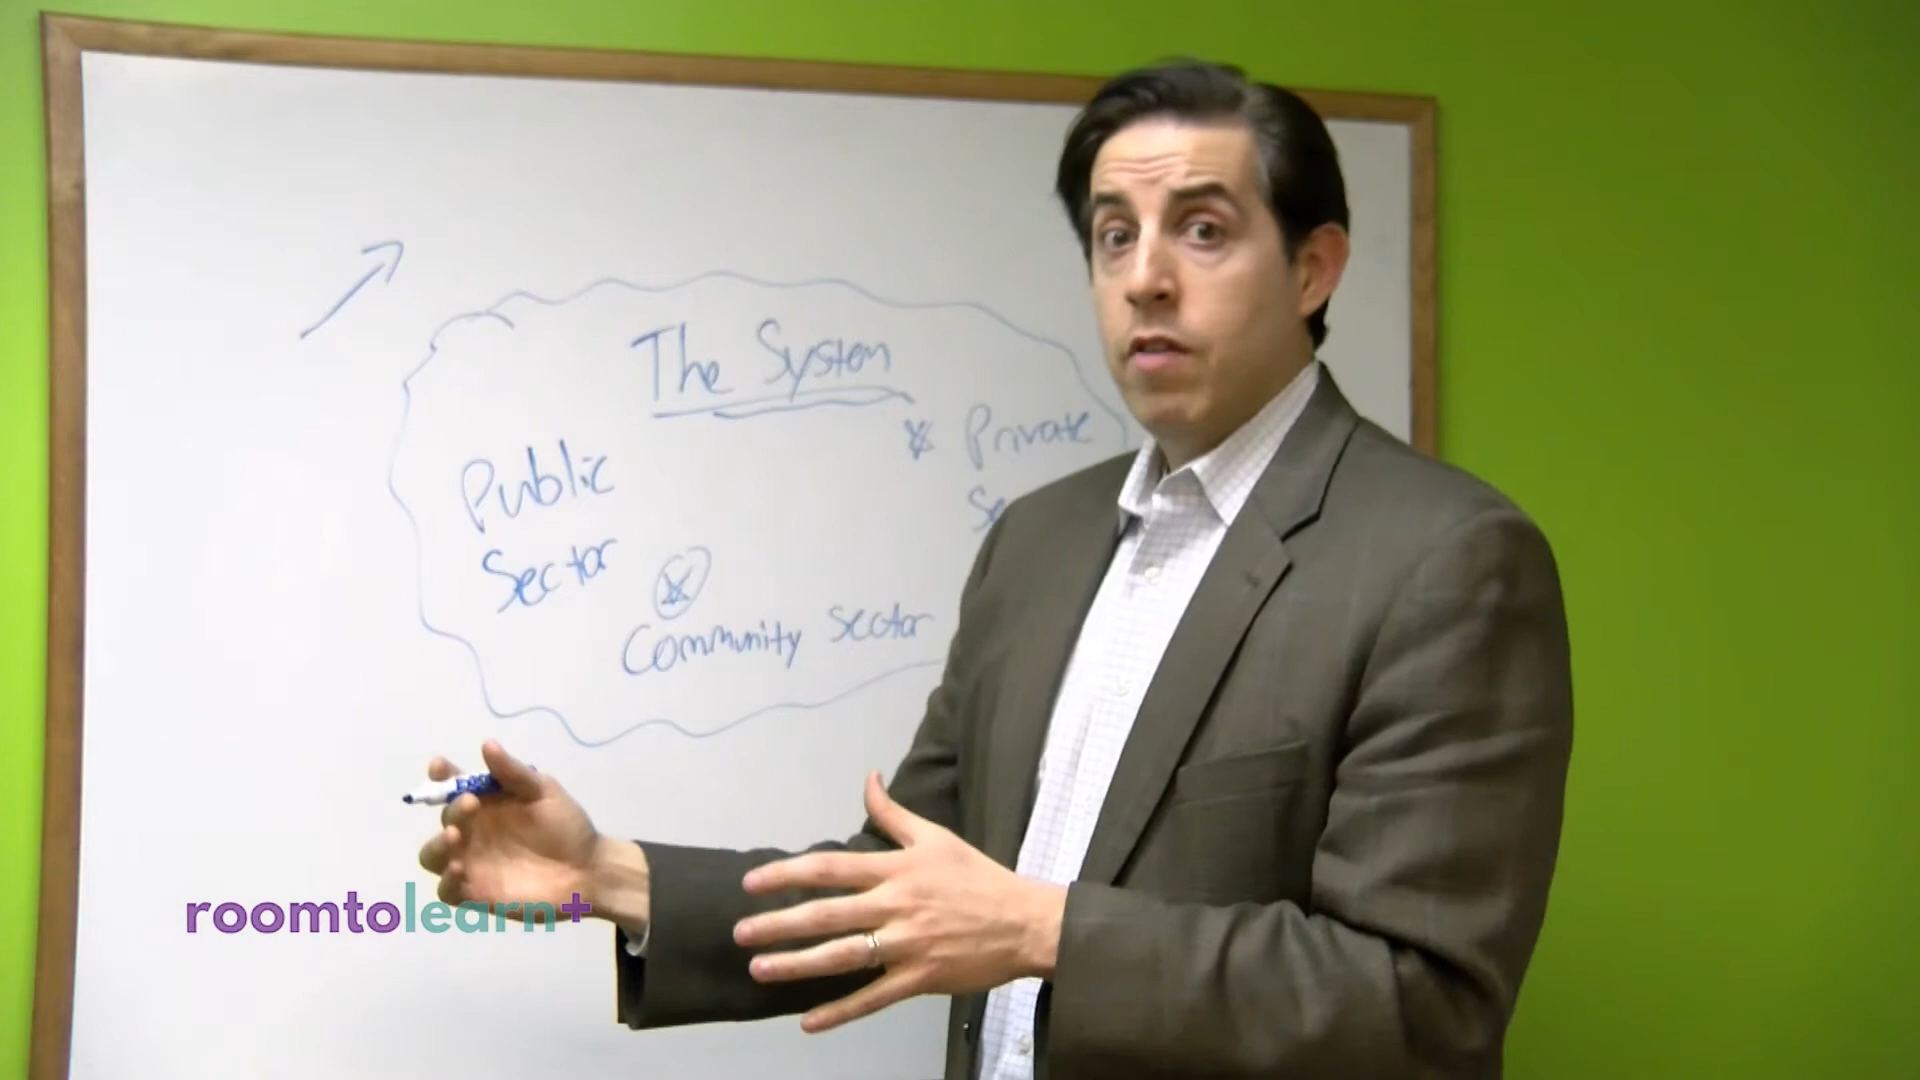 The System
Private
Public
Sector
Community Sector
roomtolearn+